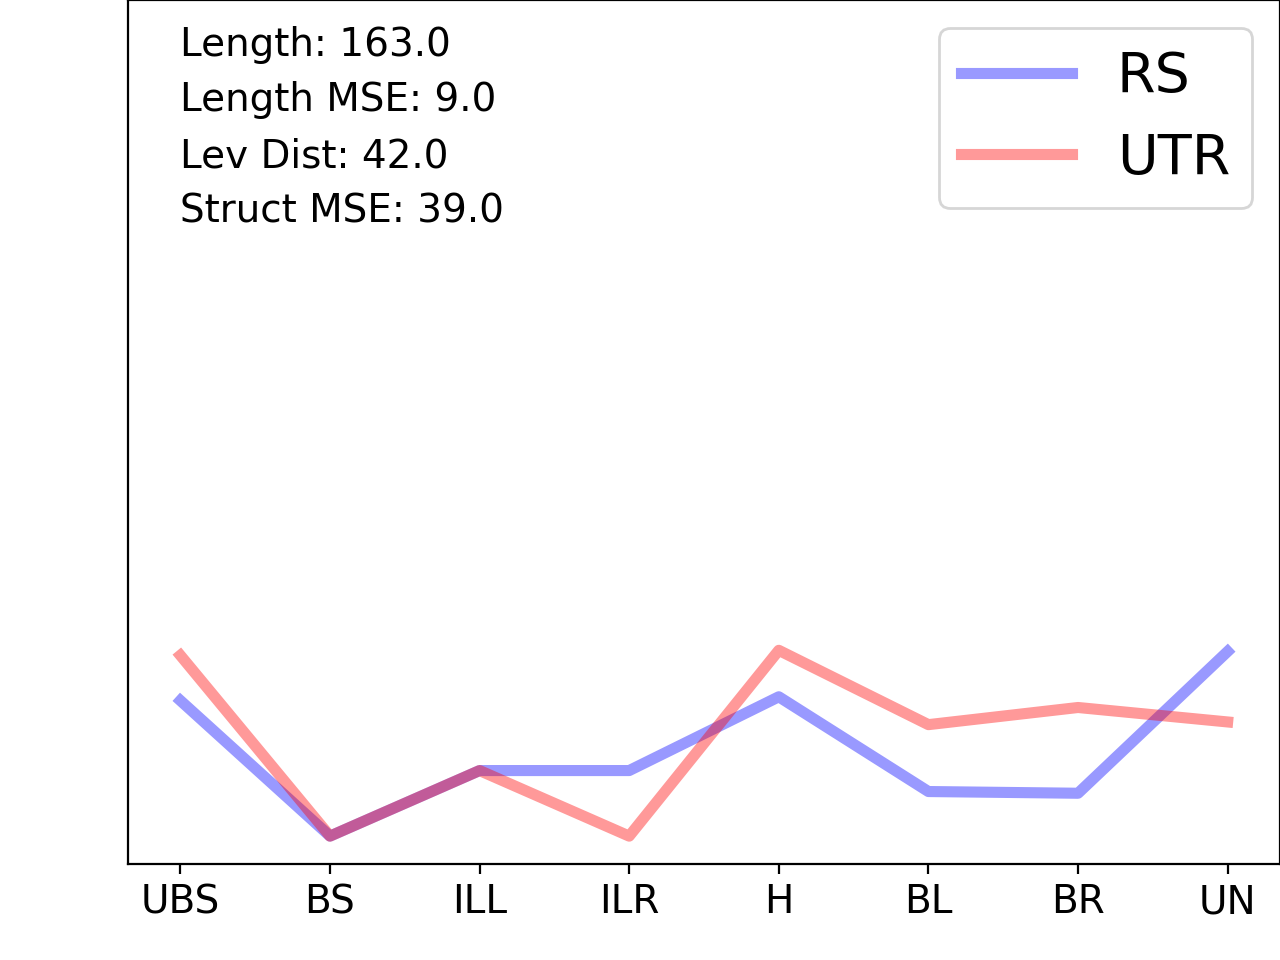 Length: 163.0
Length MSE: 9.0
Lev Dist: 42.0
Struct MSE: 39.0
RS
UTR
UBS BS ILL ILR H BL BR UN